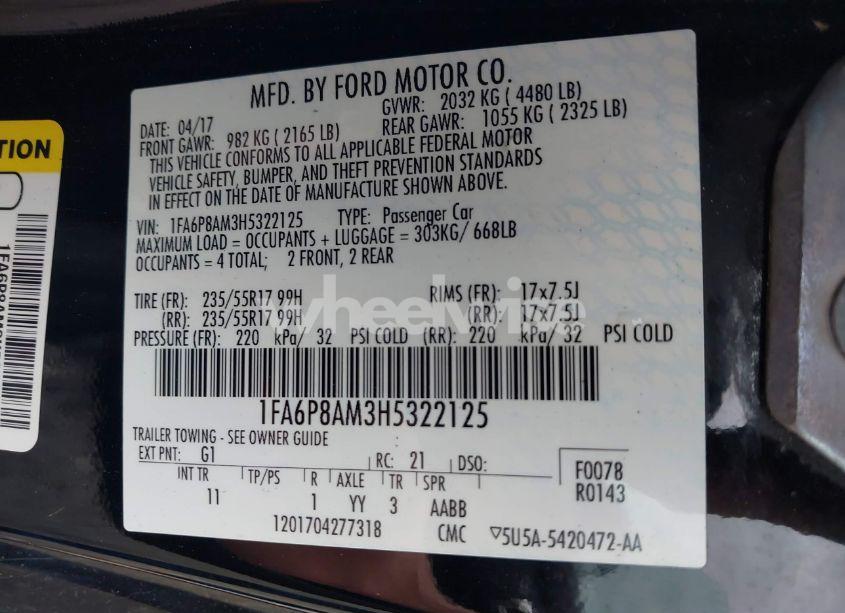 TION
1FA6P8AM3H5
MFD. BY FORD MOTOR CO.
DATE: 04/17 GVWR: 2032 KG ( 4480 LB)
FRONT GAWR: 982 KG ( 2165 LB) REAR GAWR: 1055 KG ( 2325 LB)
THIS VEHICLE CONFORMS TO ALL APPLICABLE FEDERAL MOTOR
VEHICLE SAFETY, BUMPER, AND THEFT PREVENTION STANDARDS
IN EFFECT ON THE DATE OF MANUFACTURE SHOWN ABOVE.
VIN: 1FA6P8AM3H5322125 TYPE: Passenger Car
MAXIMUM LOAD = OCCUPANTS + LUGGAGE = 303KG/ 668LB
OCCUPANTS = 4 TOTAL; 2 FRONT, 2 REAR
TIRE (FR): 235/55R17 99H RIMS (FR): 17x7.5J
(RR): 235/55R17 99H (RR): 17x7.5J
PRESSURE (FR): 220 kPa/ 32 PSI COLD (RR): 220 kPa/ 32 PSI COLD
wheelwise
1FA6P8AM3H5322125
TRAILER TOWING - SEE OWNER GUIDE
EXT PNT: G1 RC: 21 DSO: F0078
INT TR TP/PS R AXLE TR SPR R0143
11 1 YY 3 AABB
1201704277318 CMC ▽5U5A-5420472-AA